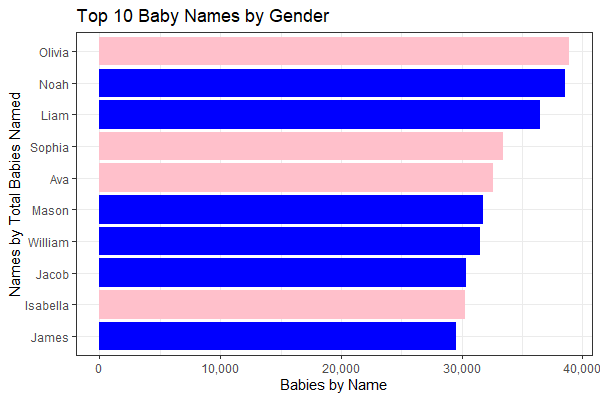 Top 10 Baby Names by Gender
Names by Total Babies Named
Olivia
Noah
Liam
Sophia
Ava
Mason
William
Jacob
Isabella
James
0
10,000
20,000
30,000
40,000
Babies by Name